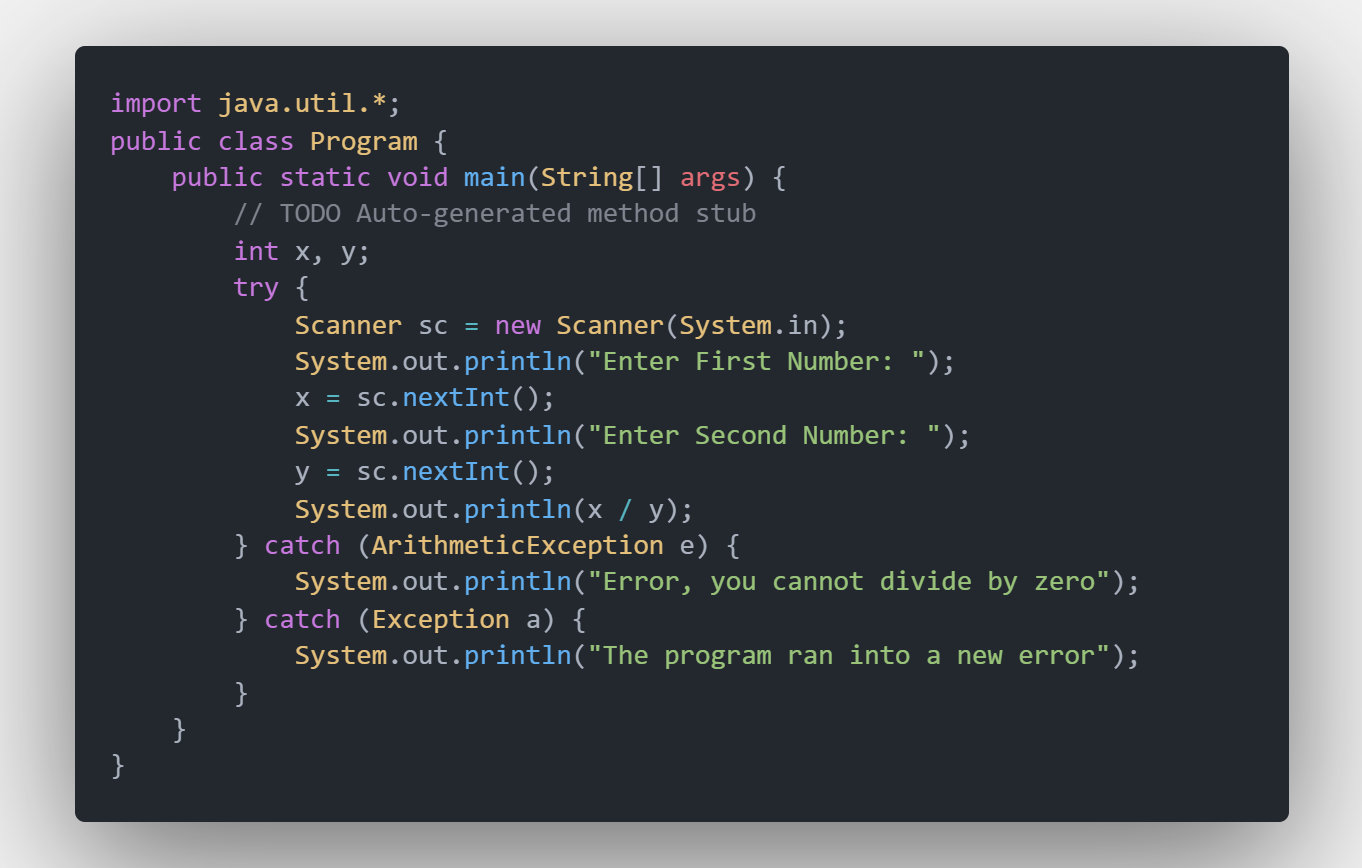 import java.util.*;
public class Program {
    public static void main(String[] args) {
        // TODO Auto-generated method stub
        int x, y;
        try {
            Scanner sc = new Scanner(System.in);
            System.out.println("Enter First Number: ");
            x = sc.nextInt();
            System.out.println("Enter Second Number: ");
            y = sc.nextInt();
            System.out.println(x / y);
        } catch (ArithmeticException e) {
            System.out.println("Error, you cannot divide by zero");
        } catch (Exception a) {
            System.out.println("The program ran into a new error");
        }
    }
}